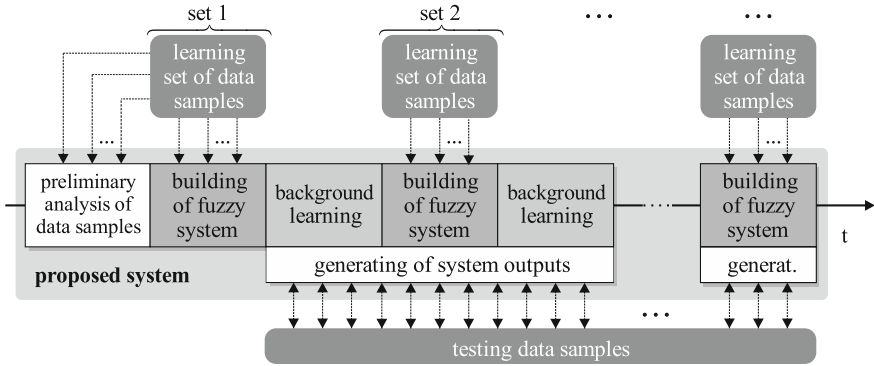 set 1
set 2
...
...
learning
set of data
samples
learning
set of data
samples
learning
set of data
samples
...
...
...
...
preliminary
analysis of
data samples
building
of fuzzy
system
background
learning
building
of fuzzy
system
background
learning
....
building
of fuzzy
system
t
proposed system
generating of system outputs
generat.
...
testing data samples